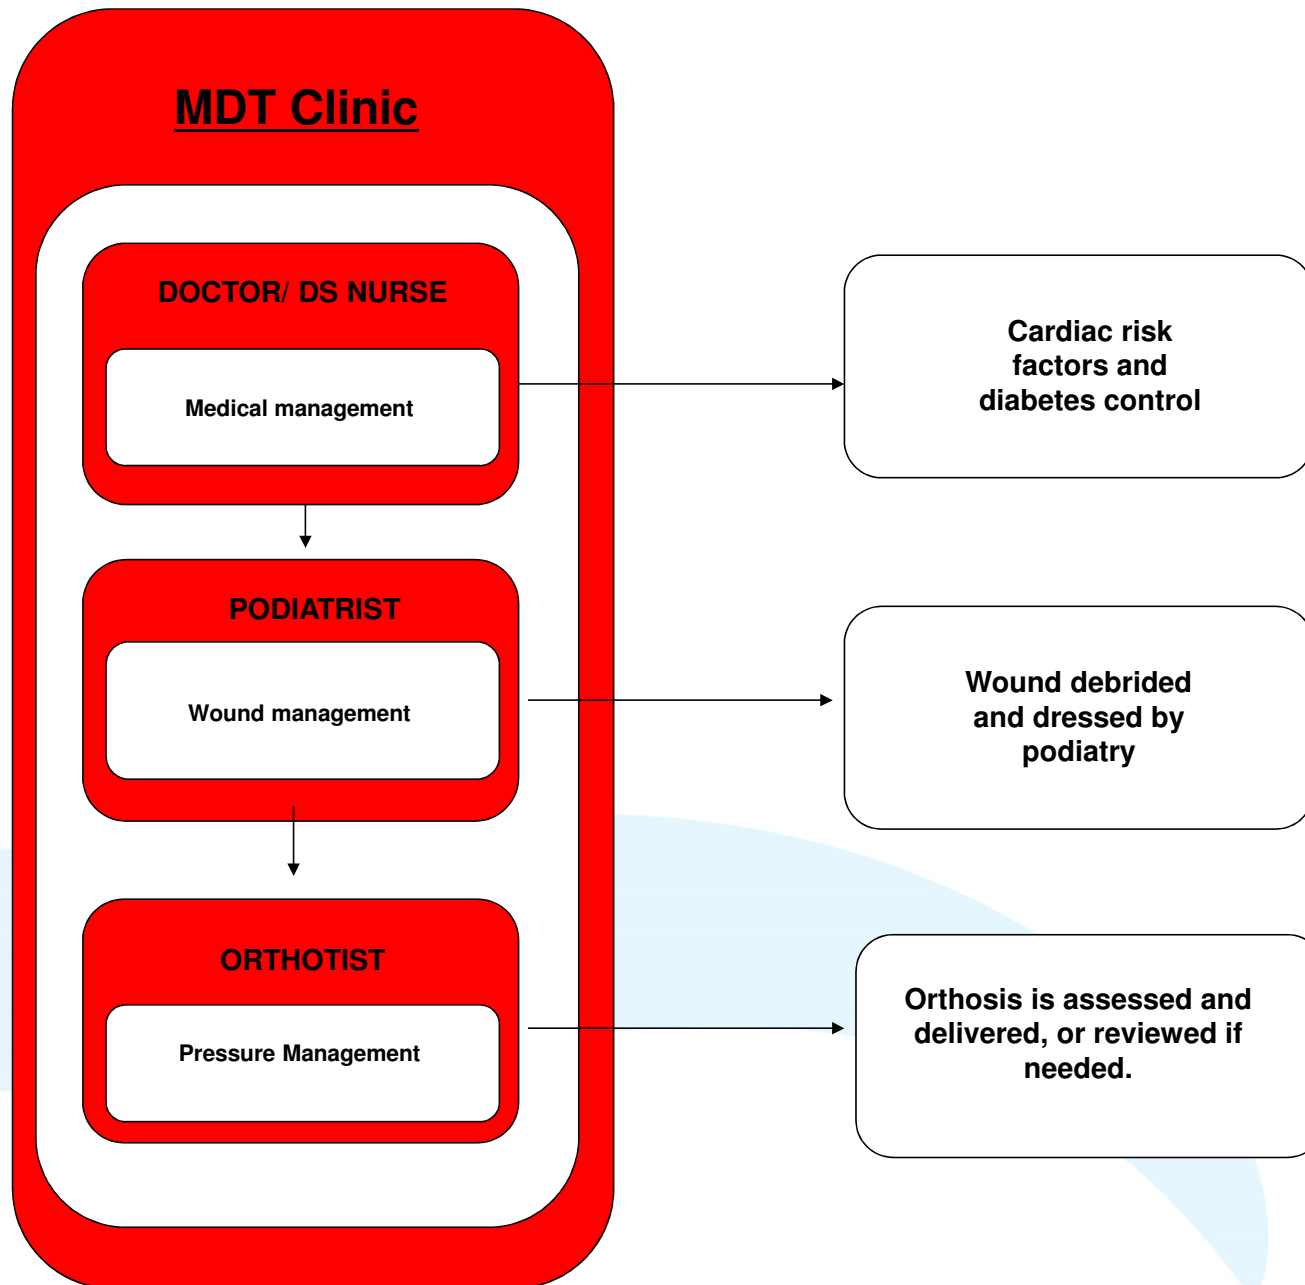 MDT Clinic
DOCTOR/ DS NURSE
Medical management
Cardiac risk
factors and
diabetes control
PODIATRIST
Wound management
Wound debrided
and dressed by
podiatry
ORTHOTIST
Pressure Management
Orthosis is assessed and
delivered, or reviewed if
needed.